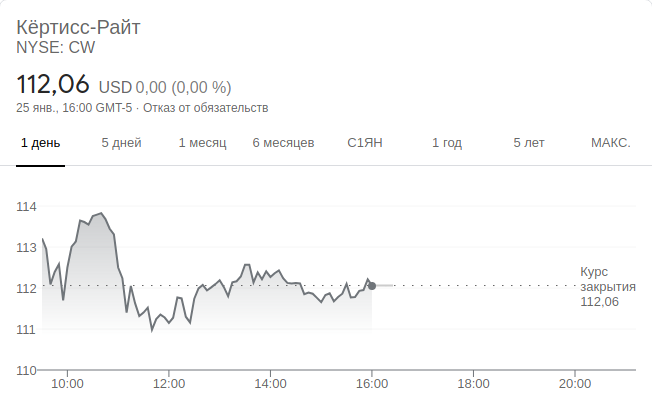 Кёртисс-Райт
NYSE: CW
112,06 USD 0,00 (0,00 %)
25 янв., 16:00 GMT-5 · Отказ от обязательств
1 день 5 дней 1 месяц 6 месяцев С1ЯН 1 год 5 лет МАКС.
114
113
112
111
110
Курс
закрытия
112,06
10:00 12:00 14:00 16:00 18:00 20:00